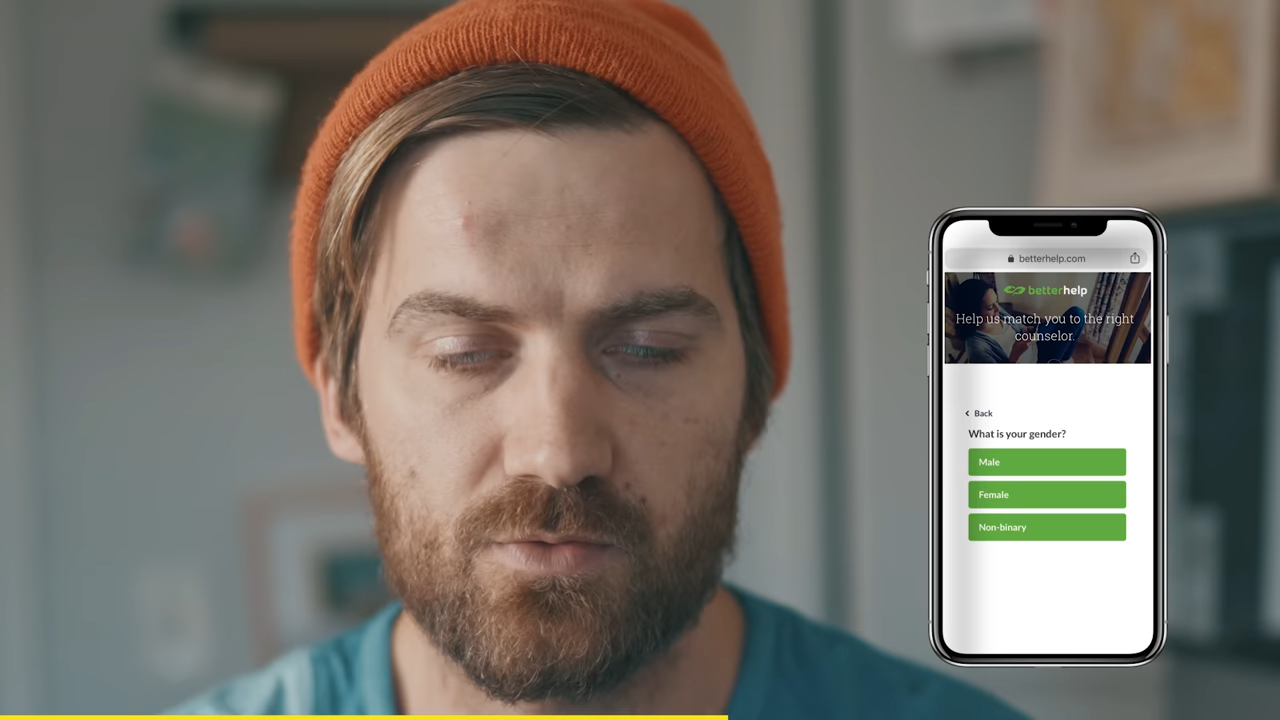 betterhelp.com
betterhelp
Help us match you to the right
counselor.
Back
What is your gender?
Male
Female
Non-binary